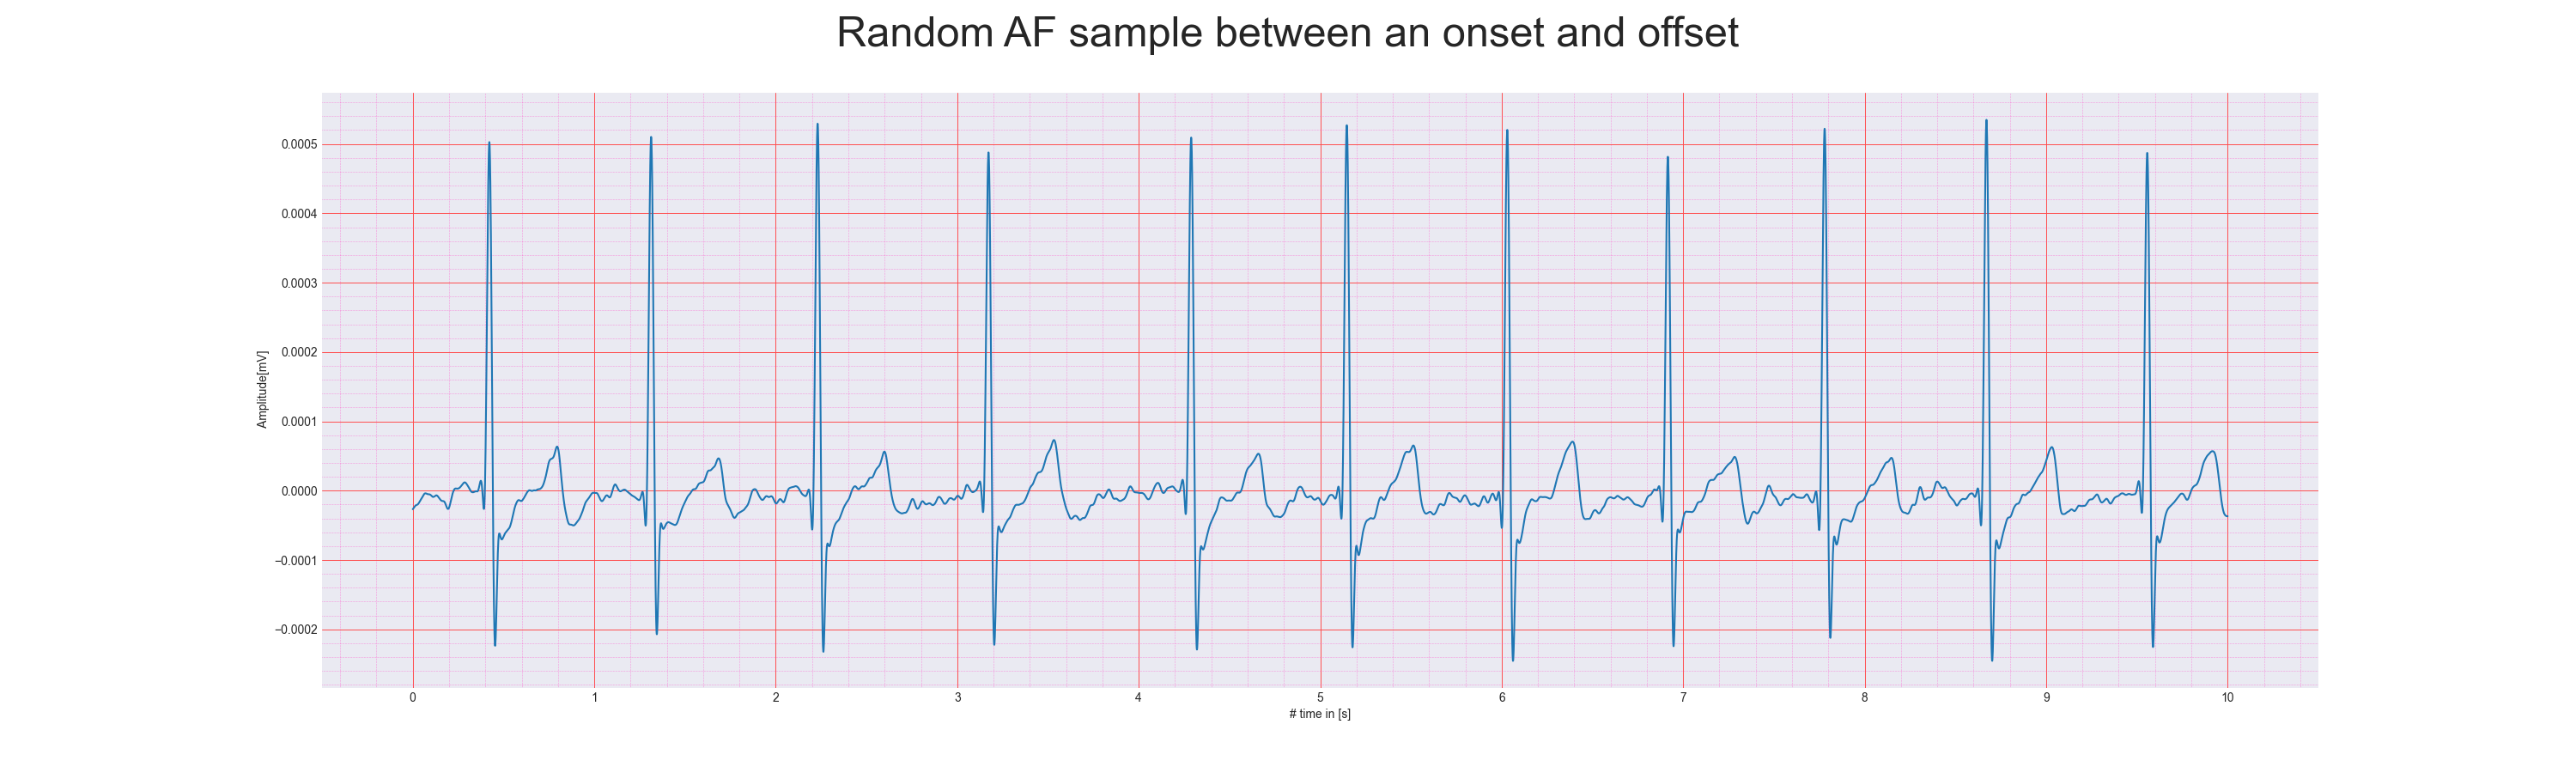 Random AF sample between an onset and offset
0.0005
0.0004
0.0003
0.0002
0.0001
0.0000
−0.0001
−0.0002
Amplitude[mV]
0 1 2 3 4 5 6 7 8 9 10
# time in [s]